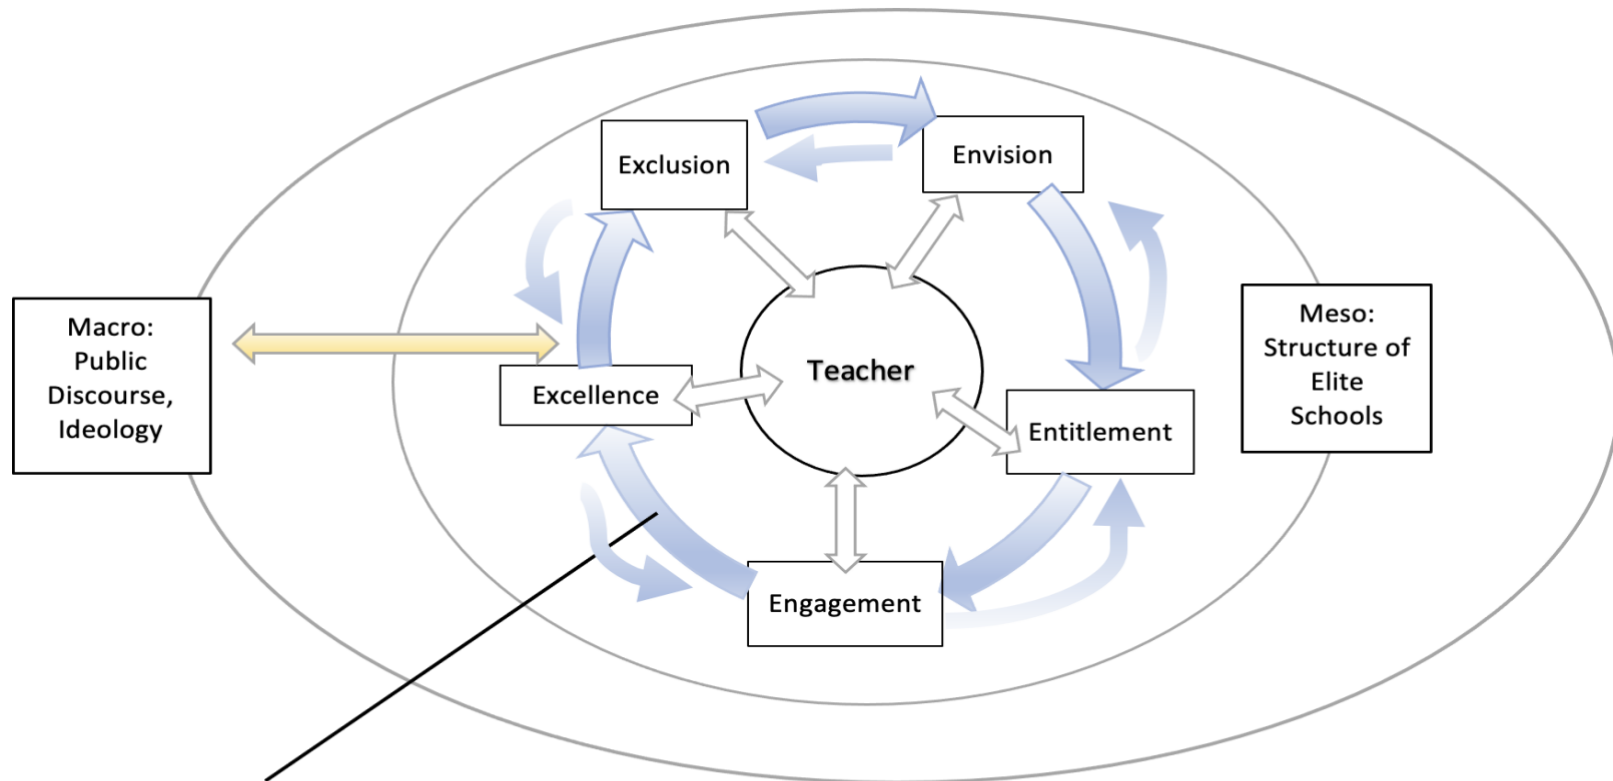 Exclusion
Envision
Macro:
Public
Discourse,
Ideology
Excellence
Teacher
Entitlement
Meso:
Structure of
Elite
Schools
Engagement